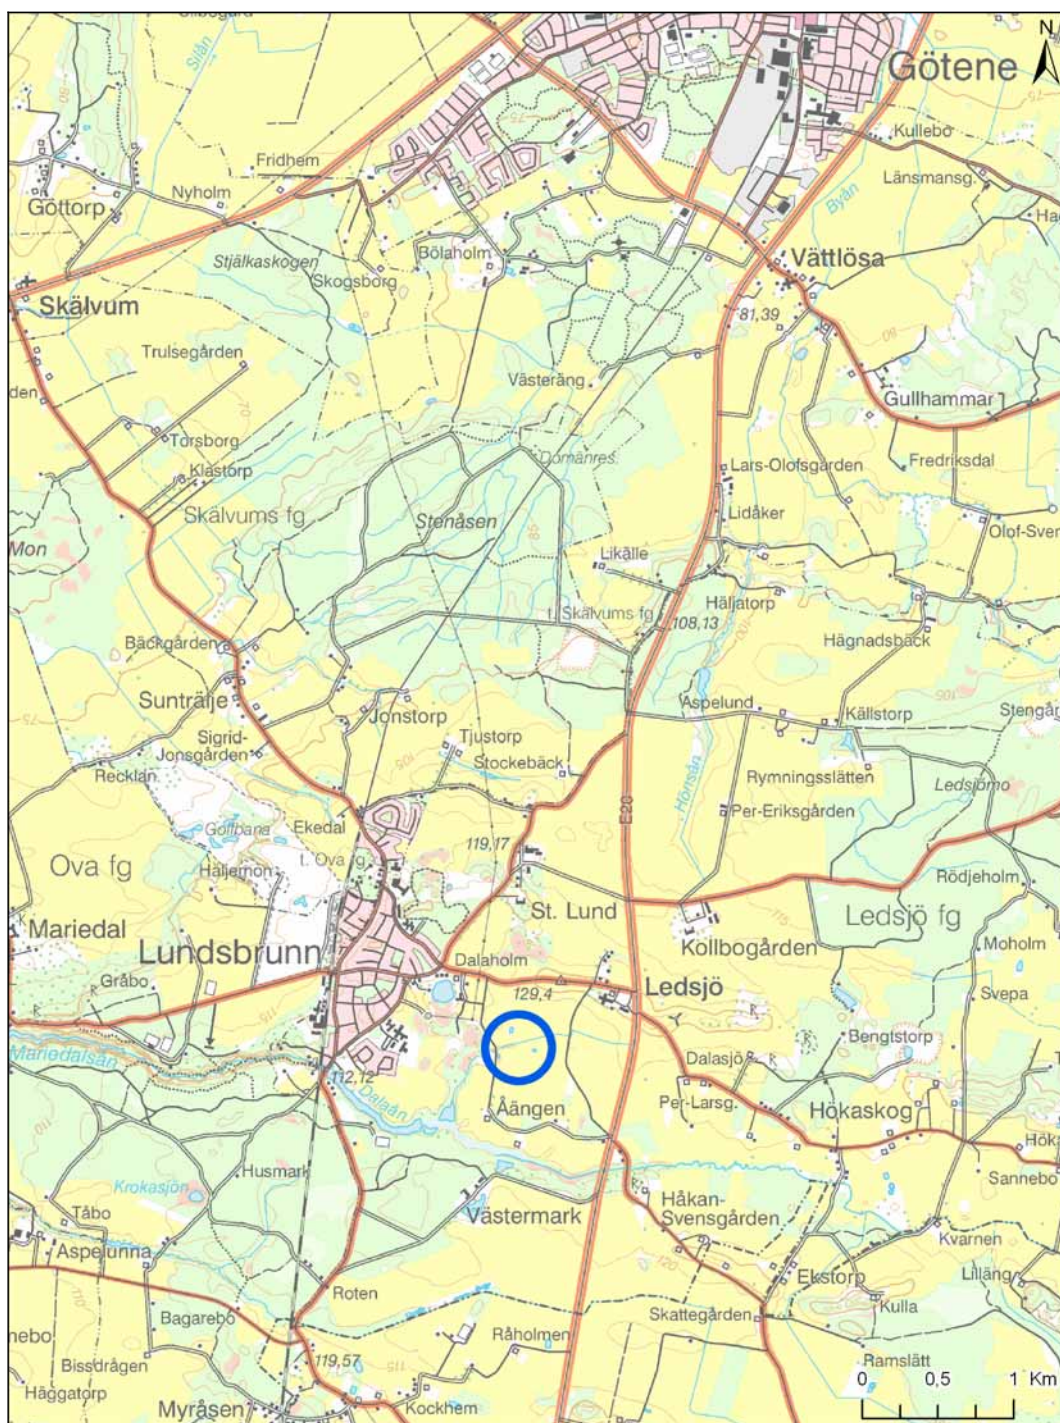 N
Götene
Silån
Kullebo
Fridhem
Länsmansg.
Nyholm
Göttorp
Byån
Stjälkaskogen
Bölaholm
Skogsborg
Vättlösa
Skälvum
81,39
Trulsegården
Västeräng
Gullhammar
Torsborg
Domänres.
Klastorp
Lars-Olofsgården
Fredriksdal
Skälvums fg
Stenåsen
Lidåker
Olof-Sven
Mon
Likälle
t. Skälvums fg
Häljatorp
108,13
Hägnadsbäck
Bäckgården
Sunträlje
Jonstorp
Aspelund
Källstorp
Stengår
Sigrid-
Jonsgården
Tjustorp
Stockebäck
Hönsån
Rymningsslätten
Recklan
Ledsjömo
Per-Eriksgården
E20
Golfbana
Ekedal
119,17
t. Ova fg
Ova fg
Häljemon
Rödjeholm
St. Lund
Ledsjö fg
Mariedal
Kollbogården
Lundsbrunn
Moholm
Gråbo
Dalaholm
Ledsjö
129,4
Svepa
Bengtstorp
Mariedalsån
Dalasjö
112,12
Dalaån
Per-Larsg.
Åängen
Hökaskog
Husmark
Sannebo
Krokasjön
Håkan-
Svensgården
Täbo
Västermark
Aspelunna
Kvarnen
Ekstorp
Lilläng
Roten
Kulla
Bagarebo
Skattegården
Råholmen
Bissdrågen
119,57
Ramslätt
0 0,5 1 Km
Häggatorp
Myråsen
Kockhem